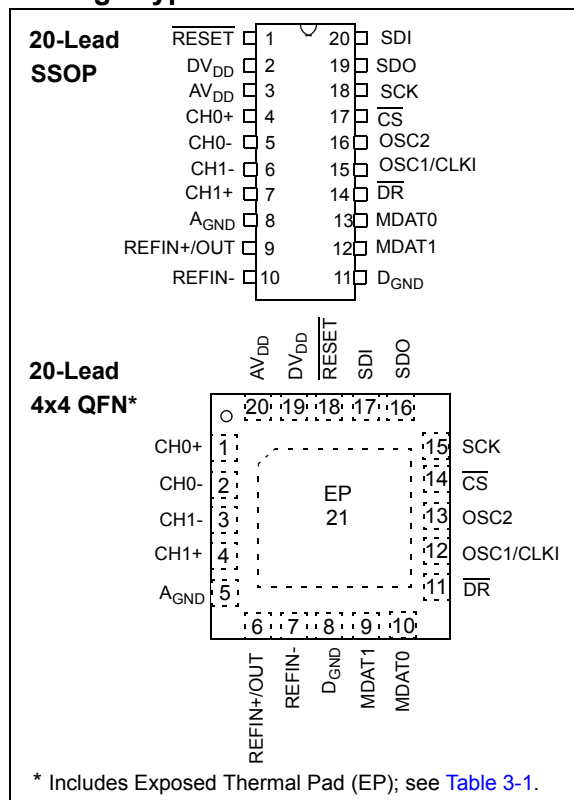 20-Lead
SSOP
RESET 1 20 SDI
DVDD 2 19 SDO
AVDD 3 18 SCK
CH0+ 4 17 CS
CH0- 5 16 OSC2
CH1- 6 15 OSC1/CLKI
CH1+ 7 14 DR
AGND 8 13 MDAT0
REFIN+/OUT 9 12 MDAT1
REFIN- 10 11 DGND
20-Lead
4x4 QFN*
AVDD DVDD RESET SDI SDO
20 19 18 17 16
CH0+ 1 15 SCK
CH0- 2 14 CS
EP
21
CH1- 3 13 OSC2
CH1+ 4 12 OSC1/CLKI
AGND 5 11 DR
6 7 8 9 10
REFIN+/OUT REFIN- DGND MDAT1 MDAT0
* Includes Exposed Thermal Pad (EP); see Table 3-1.